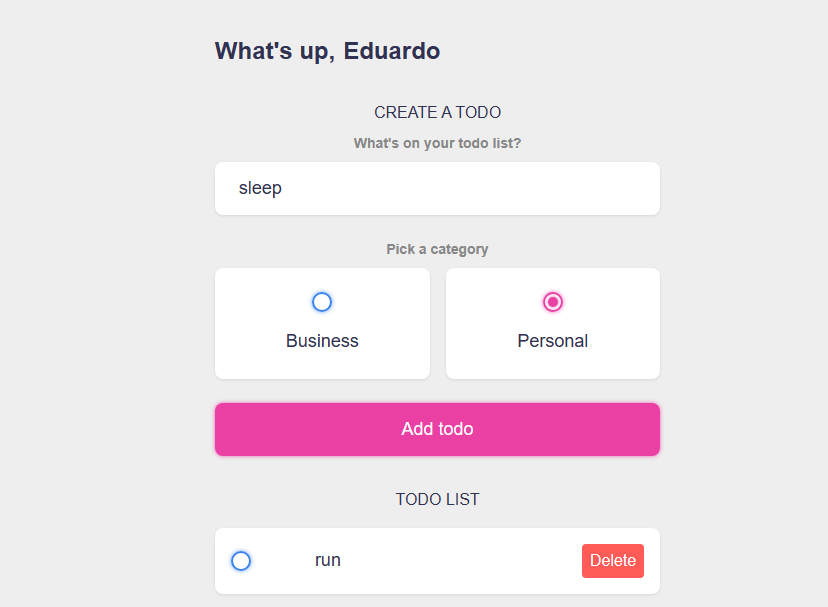 What's up, Eduardo
CREATE A TODO
What's on your todo list?
sleep
Pick a category
Business
Personal
Add todo
TODO LIST
run
Delete